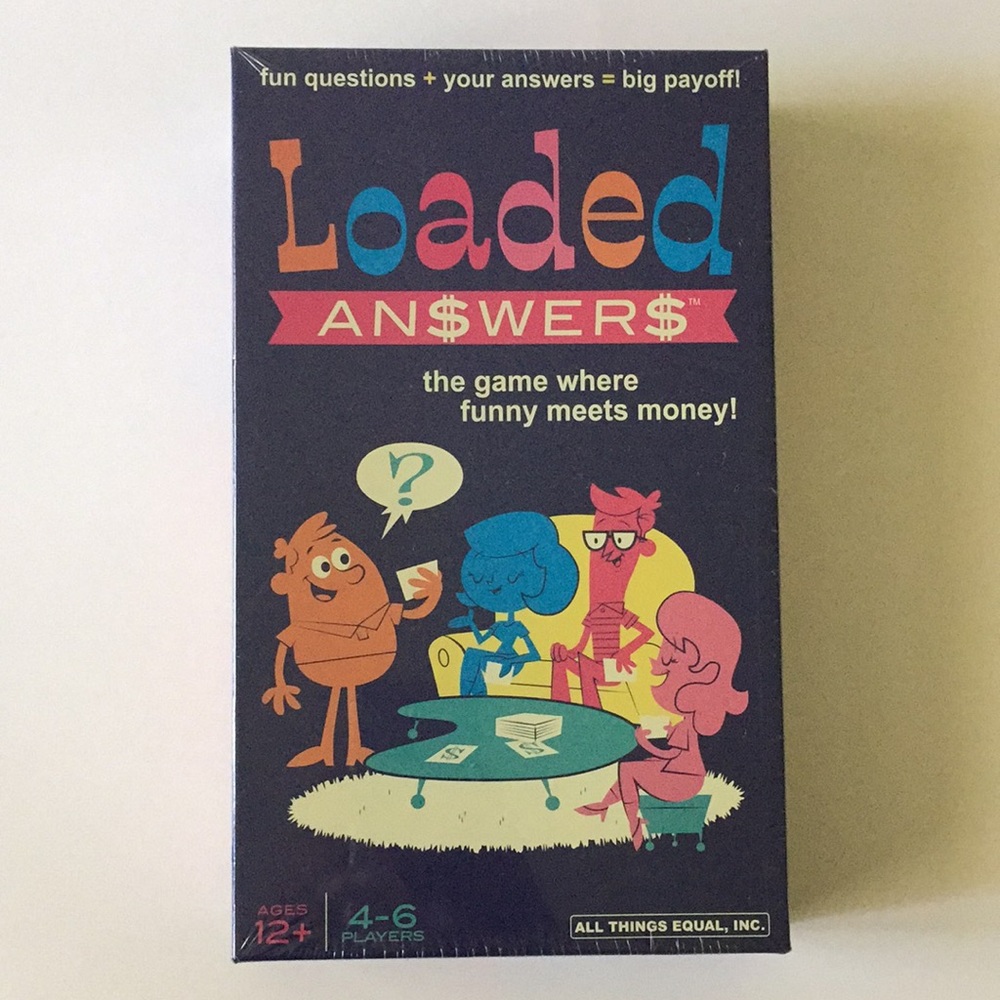 fun questions + your answers = big payoff!
Loaded
AN$WER$™
the game where
funny meets money!
?
$ $
AGES
12+
4-6
PLAYERS
ALL THINGS EQUAL, INC.